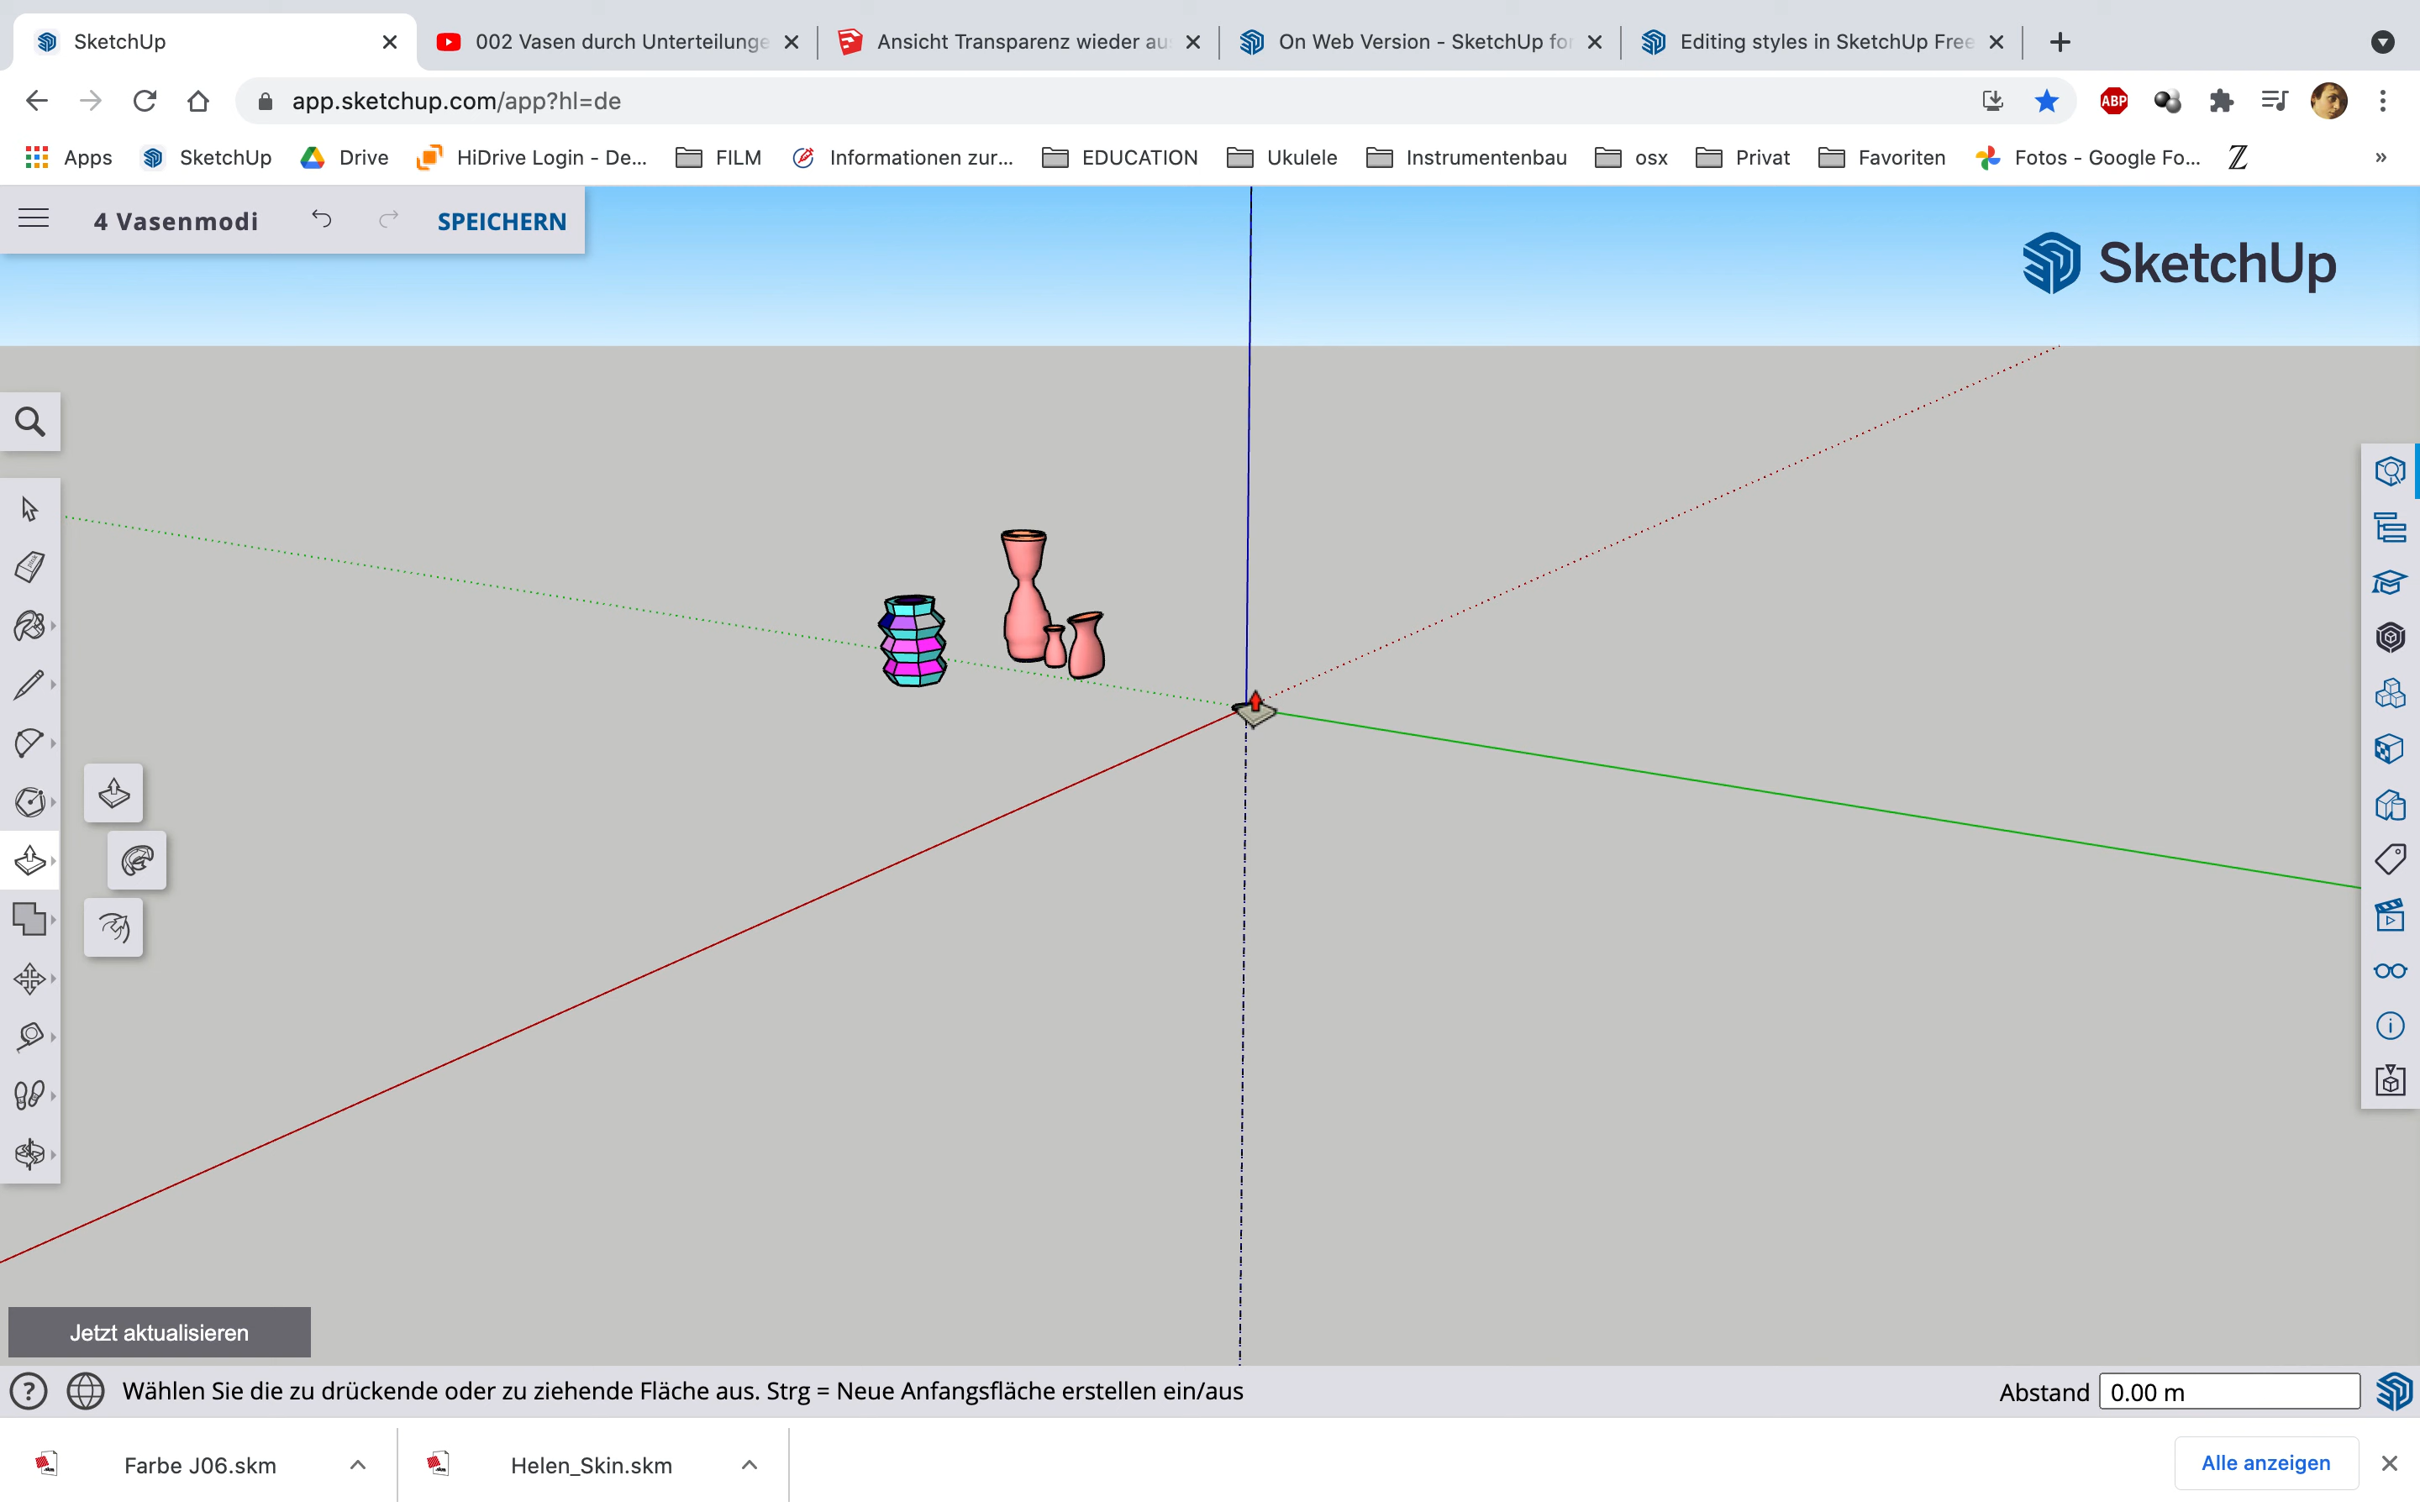 SketchUp
002 Vasen durch Unterteilunge
Ansicht Transparenz wieder au
On Web Version - SketchUp for
Editing styles in SketchUp Free
app.sketchup.com/app?hl=de
ABP
Apps
SketchUp
Drive
HiDrive Login - De...
FILM
Informationen zur...
EDUCATION
Ukulele
Instrumentenbau
osx
Privat
Favoriten
Fotos - Google Fo...
Z
»
4 Vasenmodi
SPEICHERN
SketchUp
Jetzt aktualisieren
Wählen Sie die zu drückende oder zu ziehende Fläche aus. Strg = Neue Anfangsfläche erstellen ein/aus
Abstand 0.00 m
Farbe J06.skm
Helen_Skin.skm
Alle anzeigen